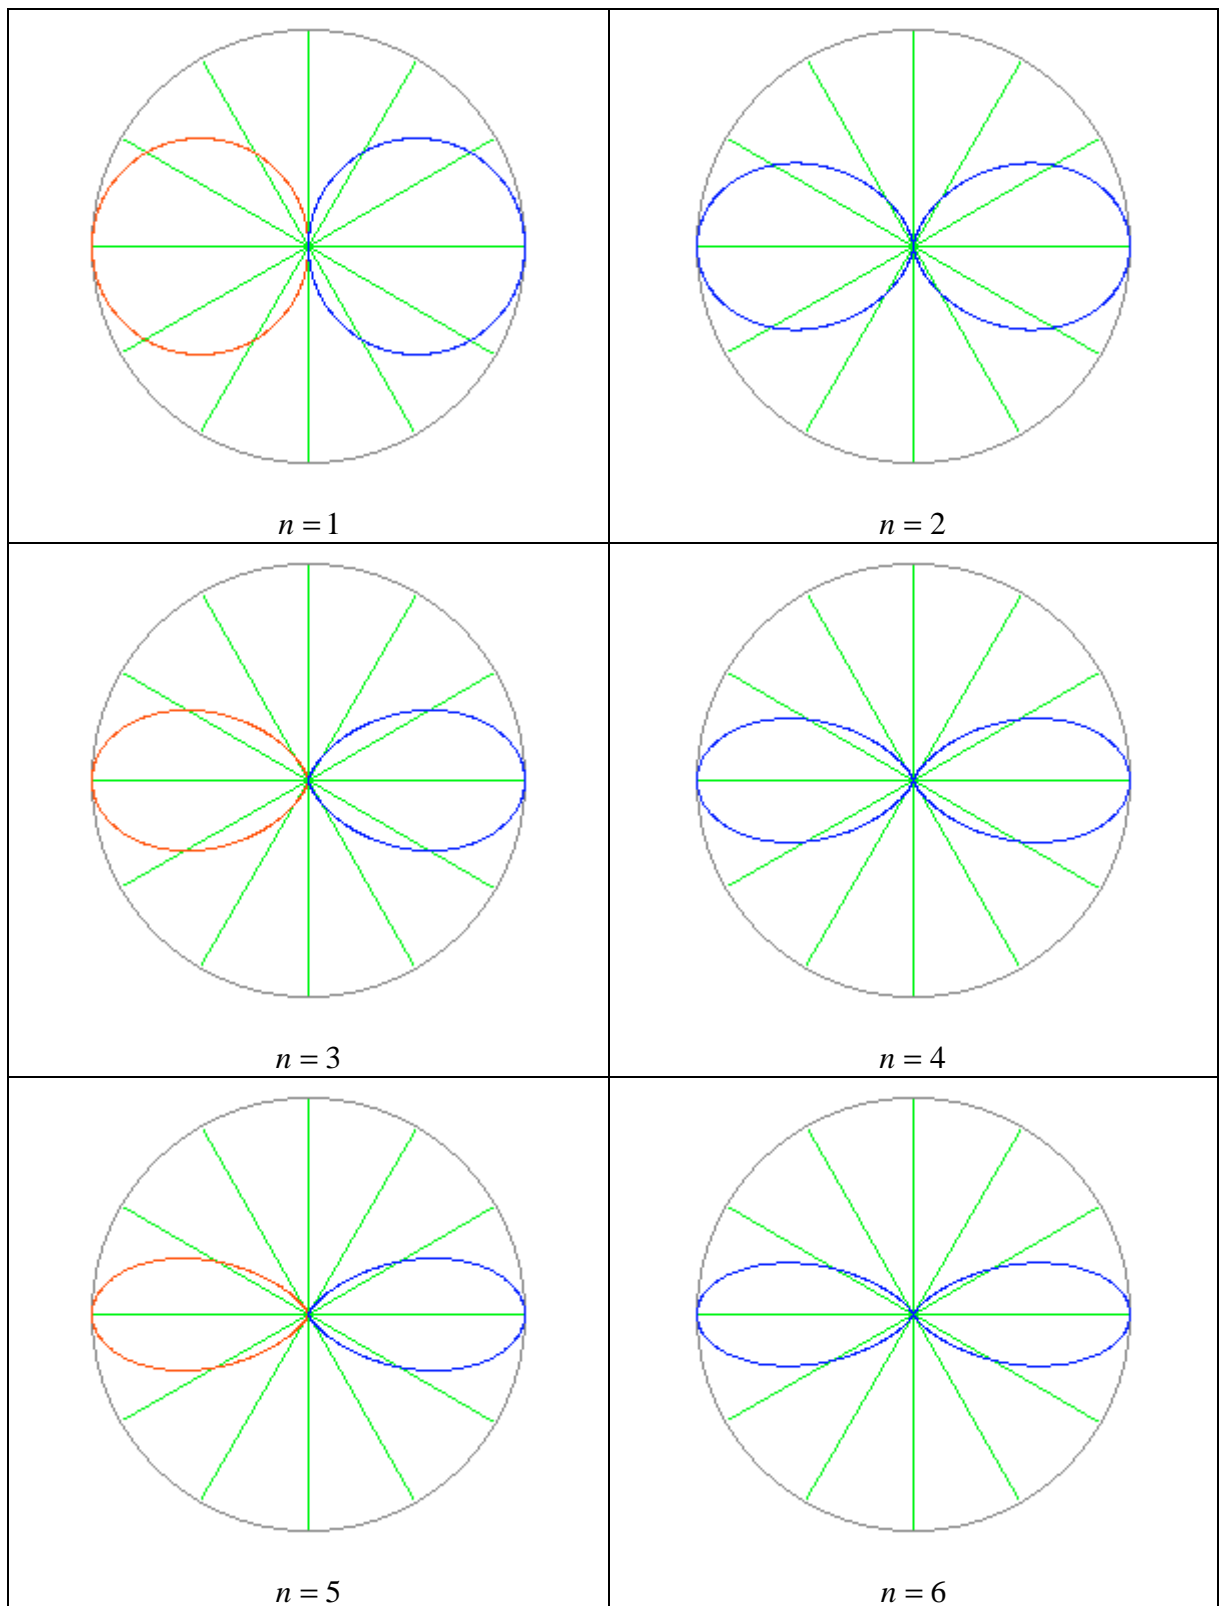 n = 1
n = 2
n = 3
n = 4
n = 5
n = 6